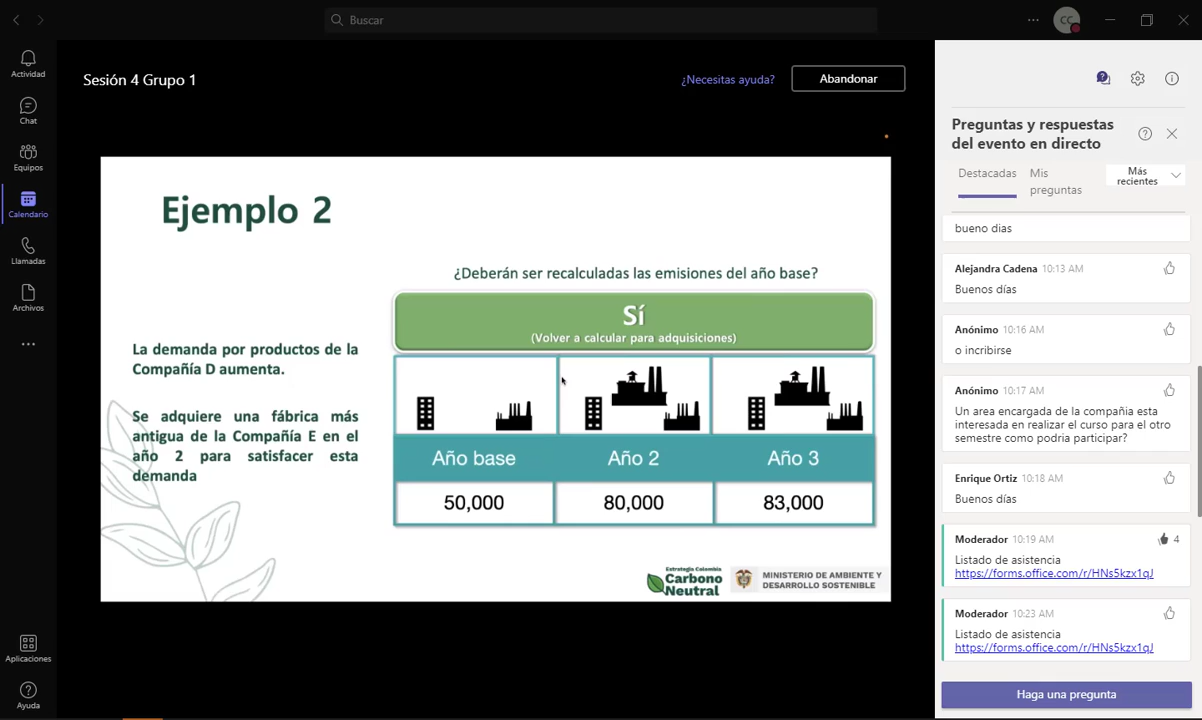 Buscar
CC
Actividad
Chat
Equipos
Calendario
Llamadas
Archivos
Aplicaciones
Ayuda
Sesión 4 Grupo 1
¿Necesitas ayuda?
Abandonar
Ejemplo 2
¿Deberán ser recalculadas las emisiones del año base?
Sí
(Volver a calcular para adquisiciones)
La demanda por productos de la
Compañía D aumenta.
Se adquiere una fábrica más
antigua de la Compañía E en el
año 2 para satisfacer esta
demanda
Año base
Año 2
Año 3
50,000
80,000
83,000
Estrategia Colombia
Carbono
Neutral
MINISTERIO DE AMBIENTE Y
DESARROLLO SOSTENIBLE
Preguntas y respuestas
del evento en directo
Destacadas
Mis
preguntas
Más
recientes
bueno dias
Alejandra Cadena 10:13 AM
Buenos días
Anónimo 10:16 AM
o incribirse
Anónimo 10:17 AM
Un area encargada de la compañia esta
interesada en realizar el curso para el otro
semestre como podria participar?
Enrique Ortiz 10:18 AM
Buenos días
Moderador 10:19 AM 4
Listado de asistencia
https://forms.office.com/r/HNs5kzx1qJ
Moderador 10:23 AM
Listado de asistencia
https://forms.office.com/r/HNs5kzx1qJ
Haga una pregunta